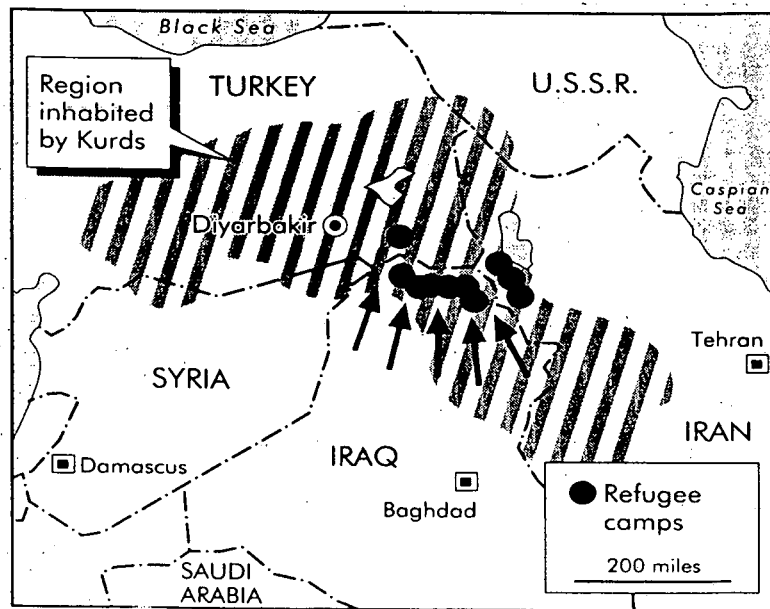 Black Sea
TURKEY
U.S.S.R.
Region
inhabited
by Kurds
Caspian
Sea
Diyarbakir
Tehran
SYRIA
IRAN
IRAQ
Damascus
Baghdad
Refugee
camps
200 miles
SAUDI
ARABIA